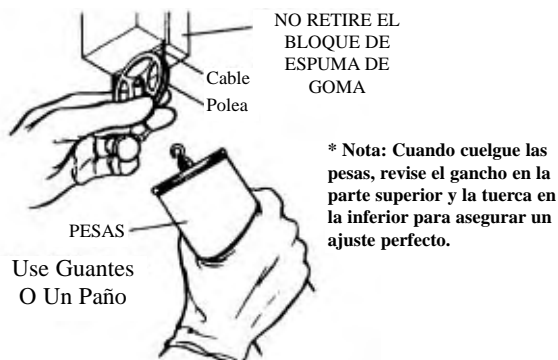 NO RETIRE EL
BLOQUE DE
ESPUMA DE
GOMA
Cable
Polea
* Nota: Cuando cuelgue las
pesas, revise el gancho en la
parte superior y la tuerca en
la inferior para asegurar un
ajuste perfecto.
PESAS
Use Guantes
O Un Paño